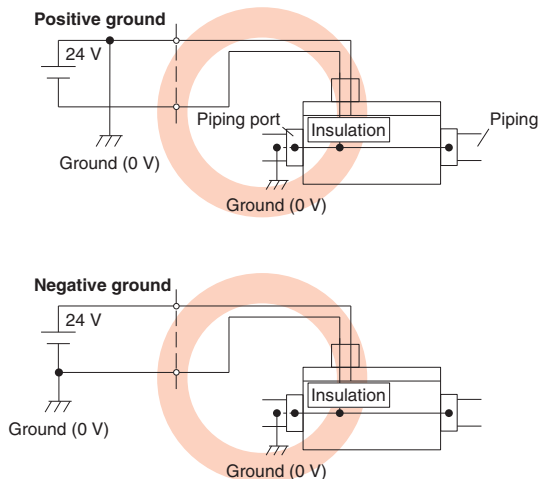 Positive ground
24 V
Piping port
Insulation
Piping
Ground (0 V)
Ground (0 V)
Negative ground
24 V
Insulation
Ground (0 V)
Ground (0 V)